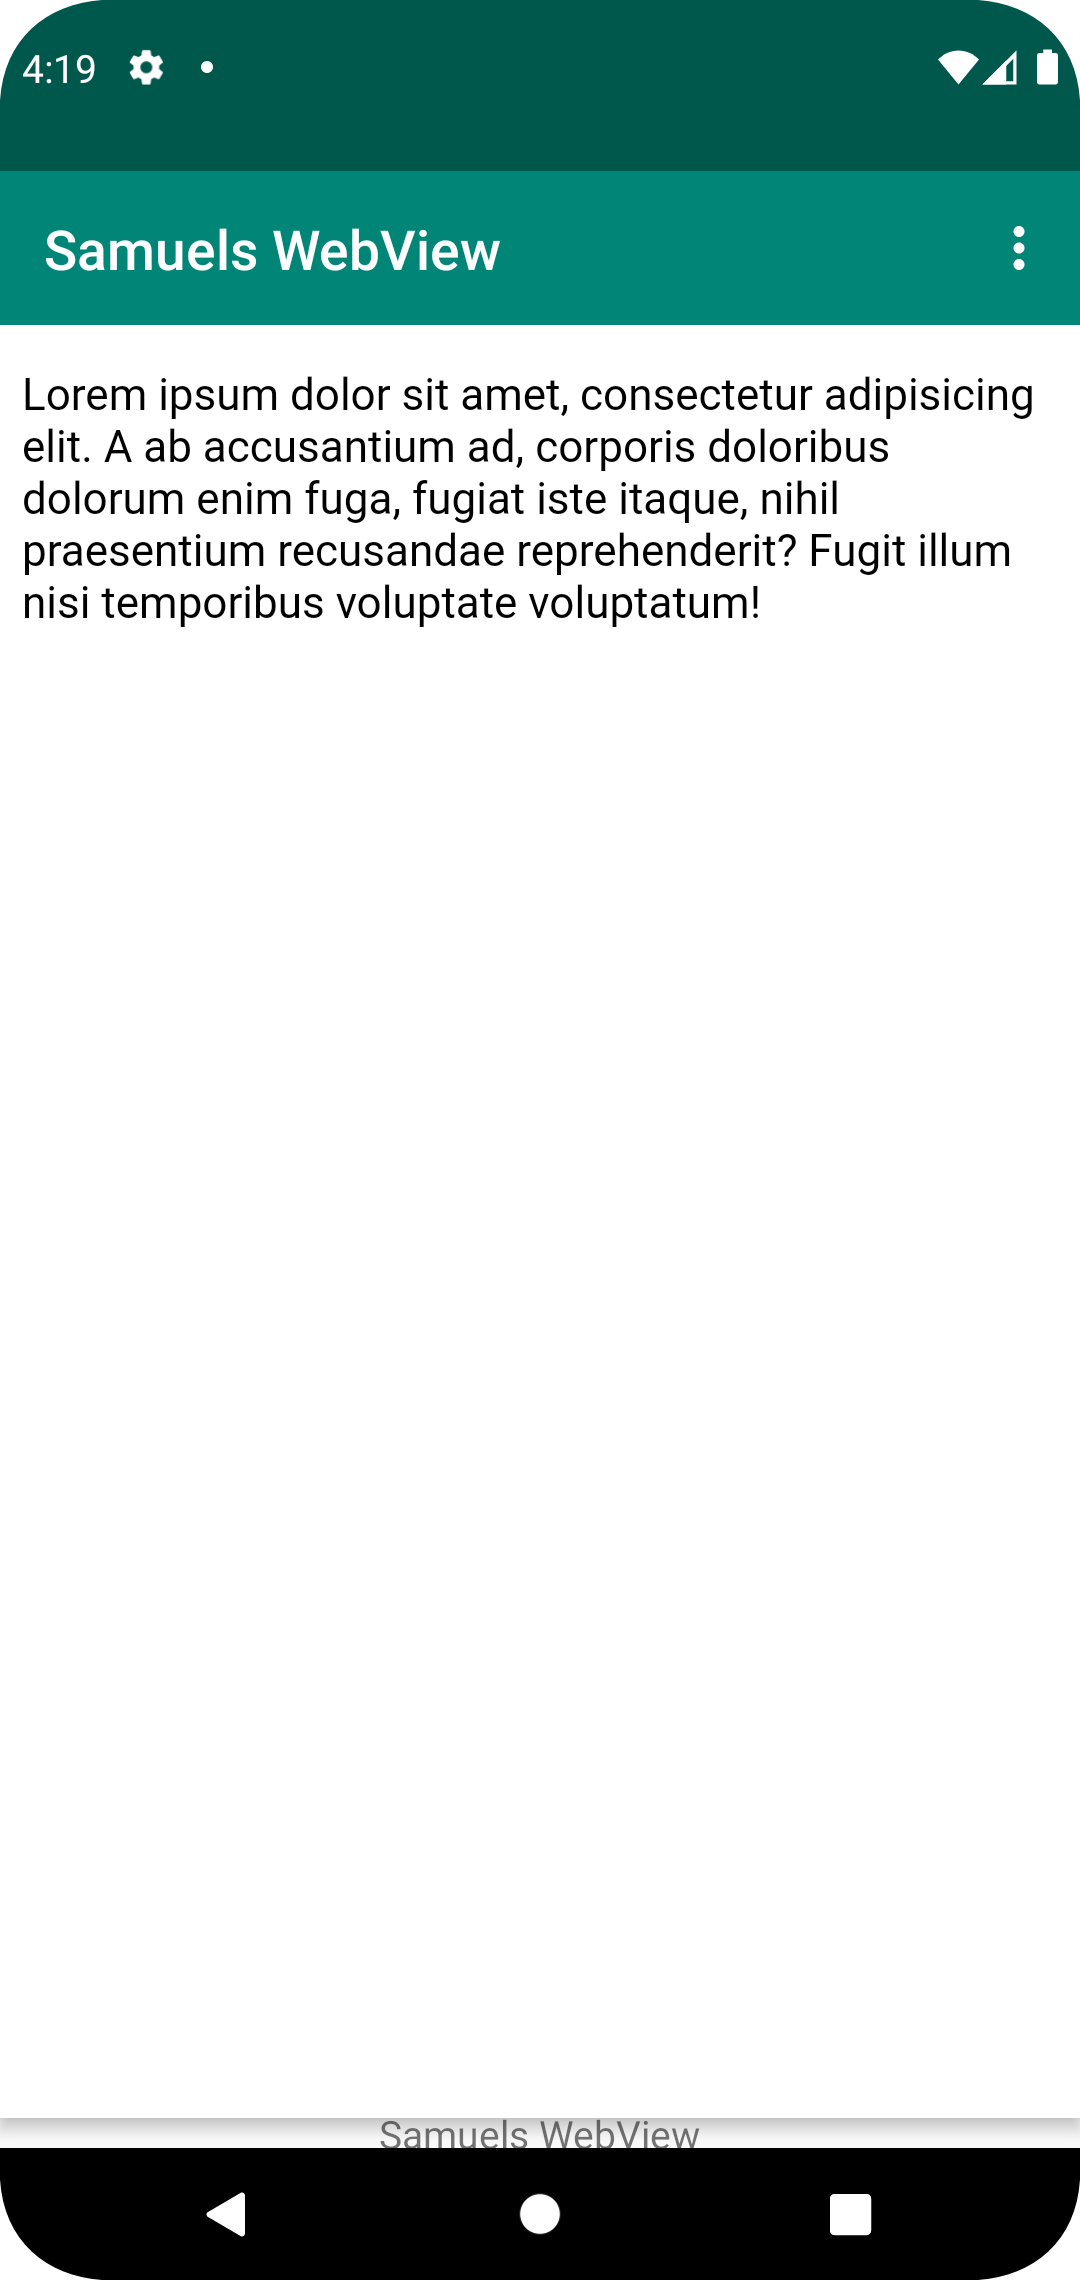 4:19
Samuels WebView
Lorem ipsum dolor sit amet, consectetur adipisicing
elit. A ab accusantium ad, corporis doloribus
dolorum enim fuga, fugiat iste itaque, nihil
praesentium recusandae reprehenderit? Fugit illum
nisi temporibus voluptate voluptatum!
Samuels WebView